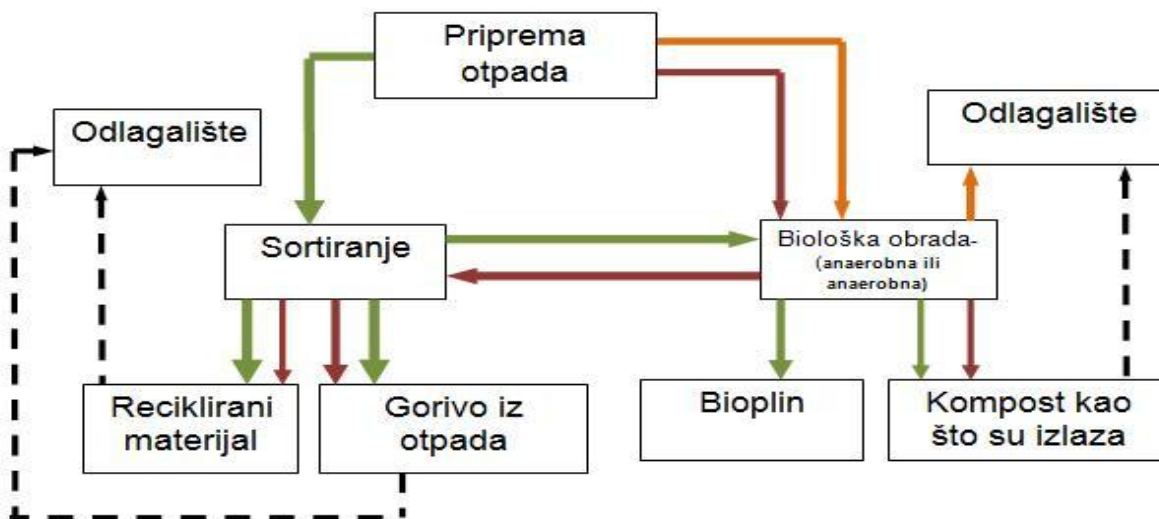 Priprema
otpada
Odlagalište
Odlagalište
Sortiranje
Biološka obrada-
(anaerobna ili
anaerobna)
Reciklirani
materijal
Gorivo iz
otpada
Bioplin
Kompost kao
što su izlaza